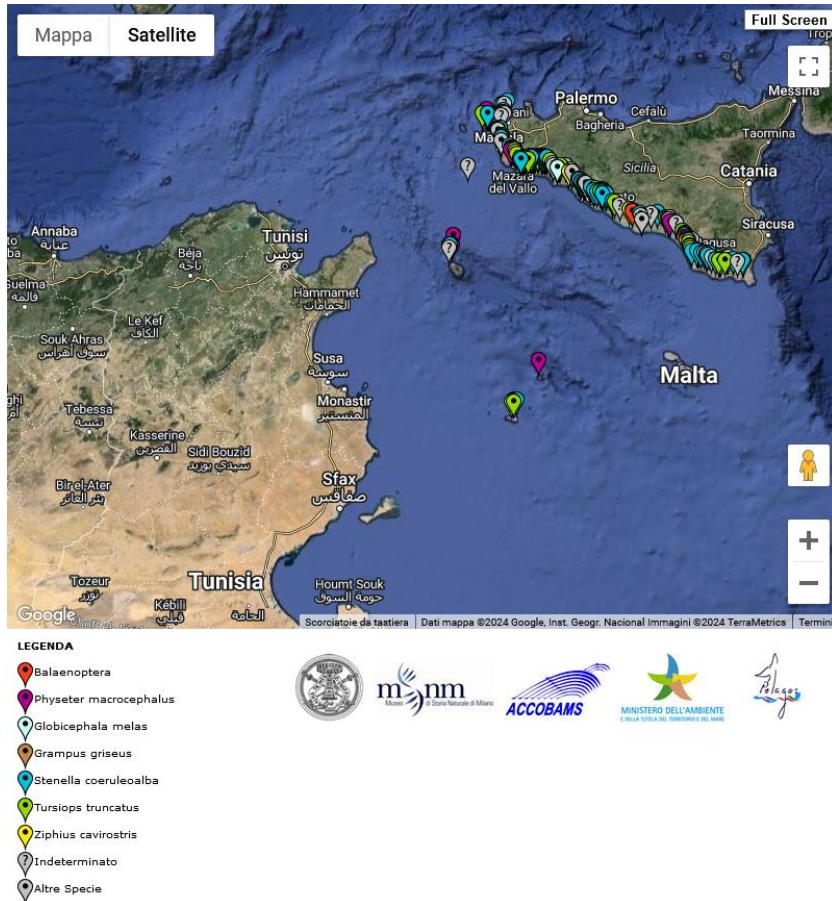 Mappa
Satellite
Full Screen
Palermo
Messina
Cefalù
Bagheria
Taormina
Mazara
del Vallo
Sicilia
Catania
Siracusa
Annaba
عنابة
Béja
باجة
Tunisi
تونس
Hammamet
الحمامات
Le Kef
الكاف
Souk Ahras
سوق أهراس
Susa
سوسة
Malta
Monastir
المنستير
Tébessa
تبسة
Kasserine
القصرين
Sidi Bouzid
سيدي بوزيد
Bir el-Ater
بئر العاتر
Sfax
صفاقس
Tozeur
توزر
Tunisia
Houmt Souk
حومة السوق
Kébili
قبلي
الحامة
Google
Scorciatoie da tastiera
Dati mappa ©2024 Google, Inst. Geogr. Nacional Immagini ©2024 TerraMetrics
Termini
LEGENDA
Balaenoptera
Physeter macrocephalus
Globicephala melas
Grampus griseus
Stenella coeruleoalba
Tursiops truncatus
Ziphius cavirostris
Indeterminato
Altre Specie
msnm
Museo di Storia Naturale di Milano
ACCOBAMS
MINISTERO DELL'AMBIENTE
E DELLA TUTELA DEL TERRITORIO E DEL MARE
Pelagos